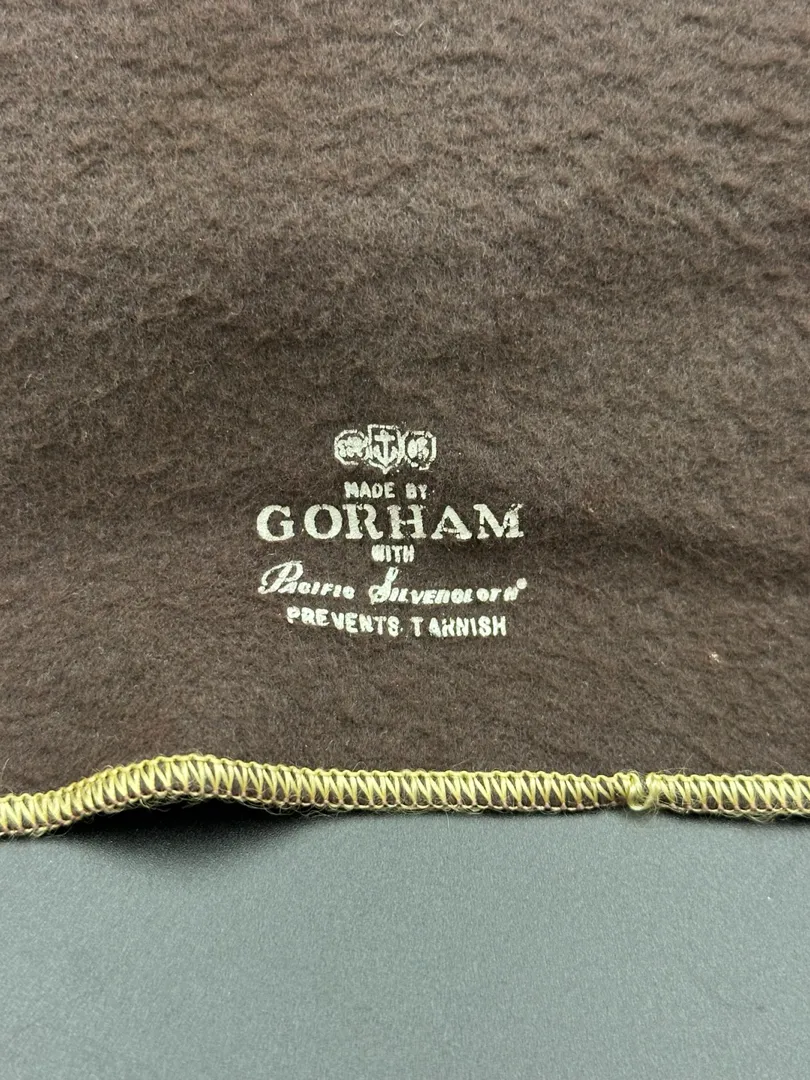 MADE BY
GORHAM
WITH
Pacific Silvercloth®
PREVENTS TARNISH